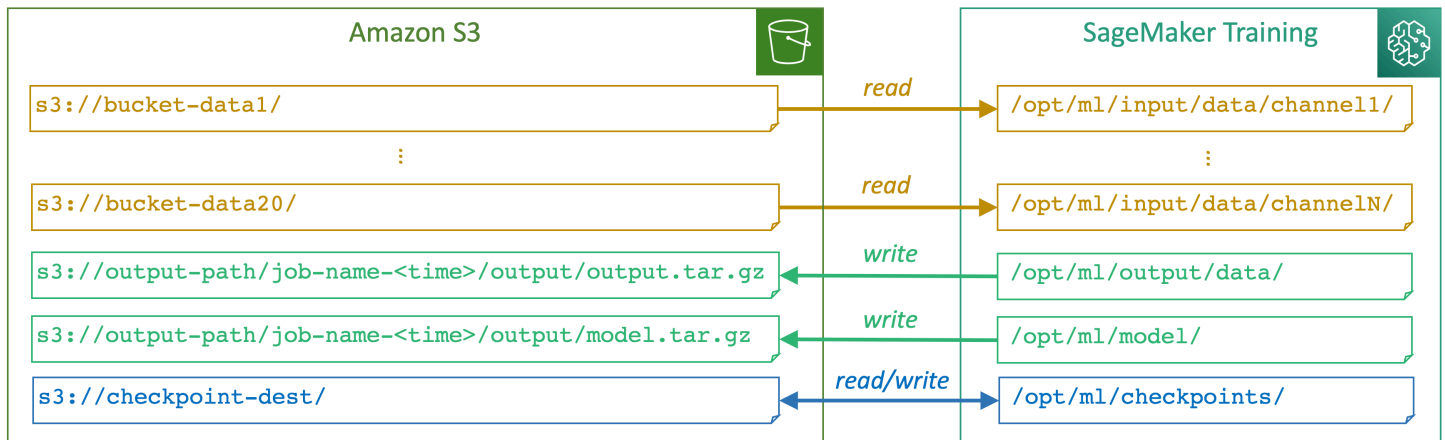 Amazon S3
SageMaker Training
s3://bucket-data1/
read
/opt/ml/input/data/channel1/
...
...
s3://bucket-data20/
read
/opt/ml/input/data/channelN/
s3://output-path/job-name-<time>/output/output.tar.gz
write
/opt/ml/output/data/
s3://output-path/job-name-<time>/output/model.tar.gz
write
/opt/ml/model/
s3://checkpoint-dest/
read/write
/opt/ml/checkpoints/